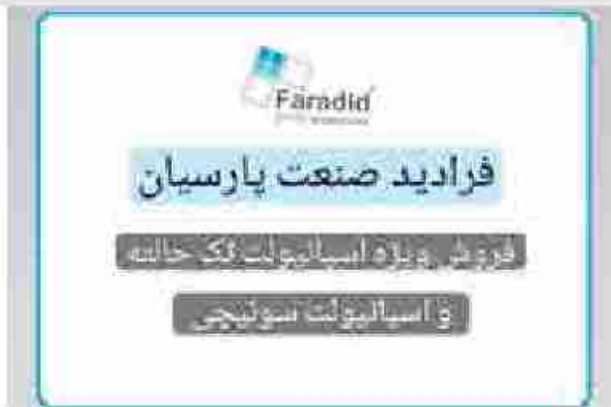 Faradid
فرادید صنعت پارسیان
فروش ویژه اسپالیولت تک حالته
و اسپالیولت سوئیچی